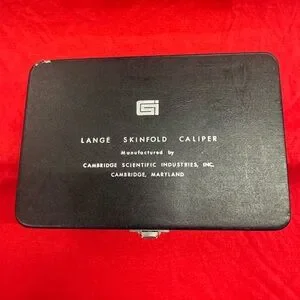 LANGE SKINFOLD CALIPER
Manufactured by
CAMBRIDGE SCIENTIFIC INDUSTRIES, INC.
CAMBRIDGE, MARYLAND